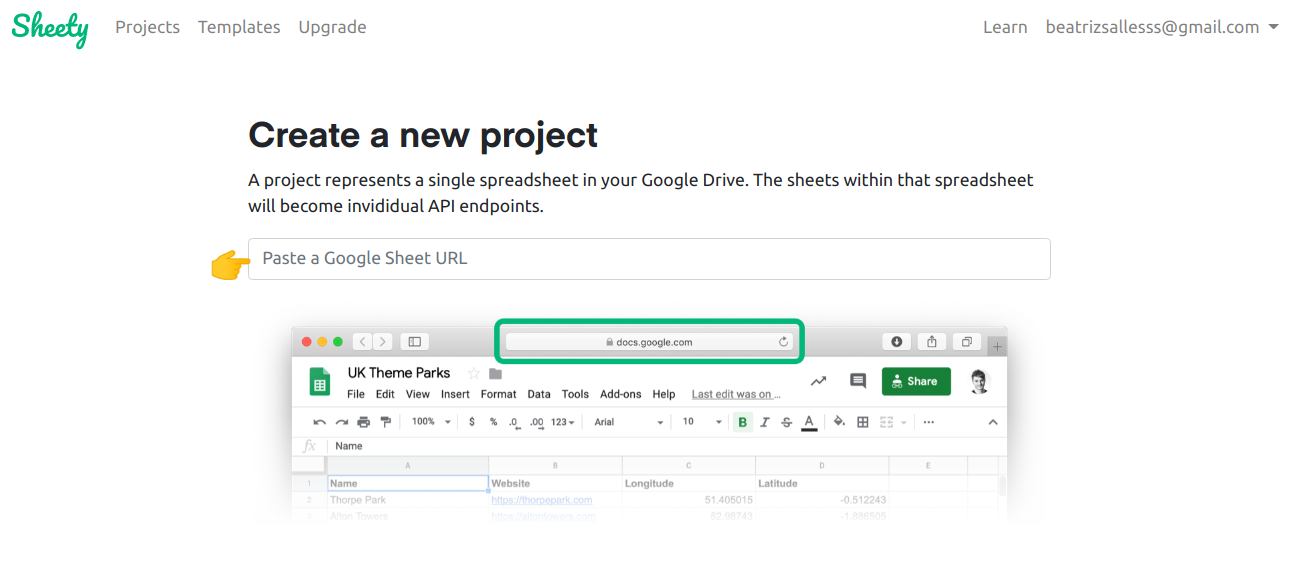 Sheety Projects Templates Upgrade Learn beatrizsallesss@gmail.com
Create a new project
A project represents a single spreadsheet in your Google Drive. The sheets within that spreadsheet
will become invididual API endpoints.
Paste a Google Sheet URL
docs.google.com
UK Theme Parks
File Edit View Insert Format Data Tools Add-ons Help Last edit was on ...
Share
100% $ % .0 .00 123 Arial 10 B I S A
fx Name
A B C D E
1 Name Website Longitude Latitude
2 Thorpe Park https://thorpepark.com 51.405015 -0.512243
3 Alton Towers https://altontowers.com 52.98743 -1.886505